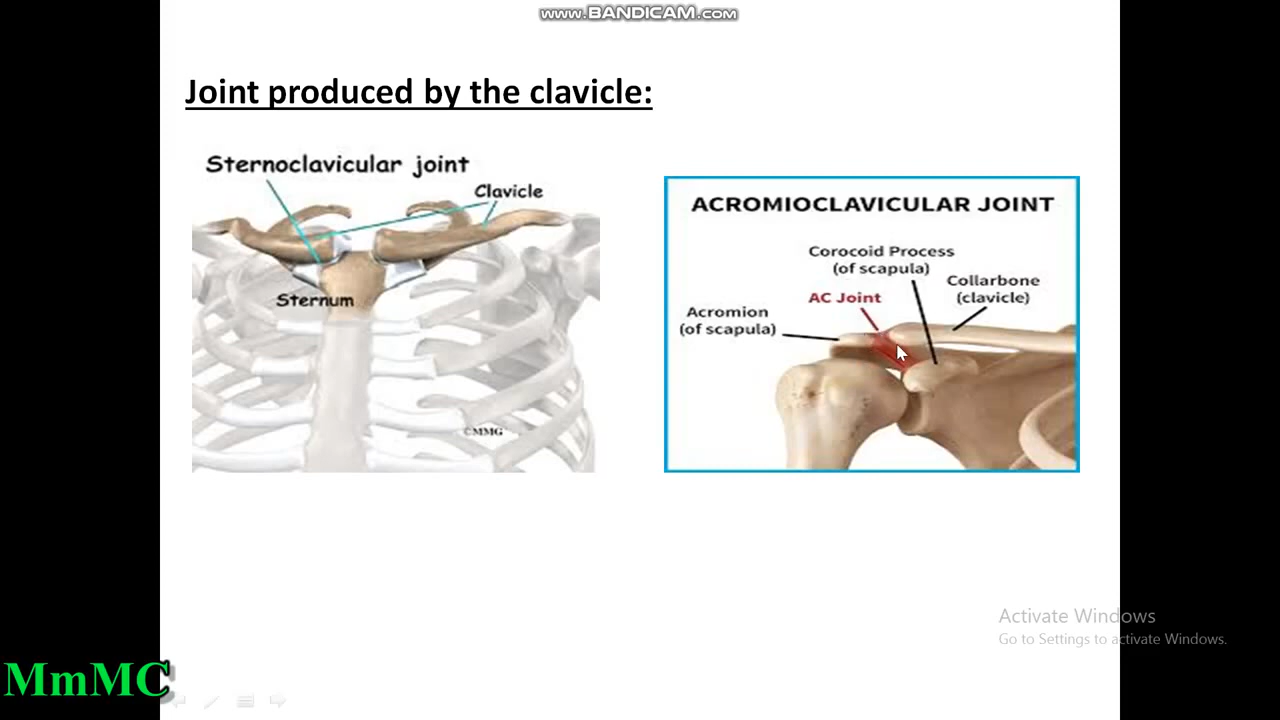 www.BANDICAM.com
Joint produced by the clavicle:
Sternoclavicular joint
Clavicle
Sternum
©MMG
ACROMIOCLAVICULAR JOINT
Corocoid Process
(of scapula)
Collarbone
(clavicle)
AC Joint
Acromion
(of scapula)
Activate Windows
Go to Settings to activate Windows.
MmMC